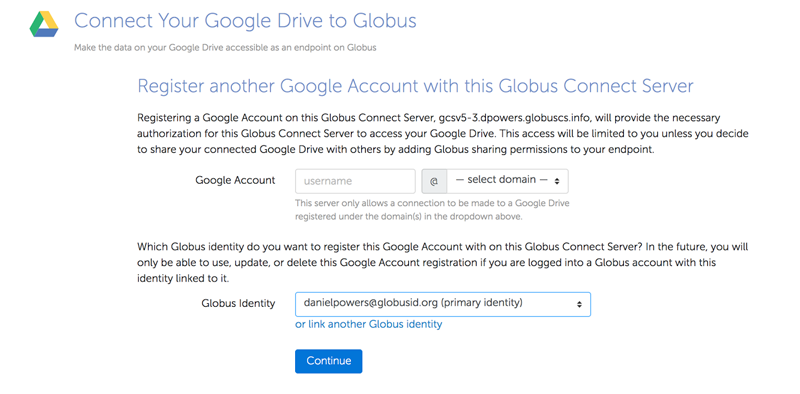 Connect Your Google Drive to Globus
Make the data on your Google Drive accessible as an endpoint on Globus
Register another Google Account with this Globus Connect Server
Registering a Google Account on this Globus Connect Server, gcsv5-3.dpowers.globuscs.info, will provide the necessary
authorization for this Globus Connect Server to access your Google Drive. This access will be limited to you unless you decide
to share your connected Google Drive with others by adding Globus sharing permissions to your endpoint.
Google Account username @ — select domain —
This server only allows a connection to be made to a Google Drive
registered under the domain(s) in the dropdown above.
Which Globus identity do you want to register this Google Account with on this Globus Connect Server? In the future, you will
only be able to use, update, or delete this Google Account registration if you are logged into a Globus account with this
identity linked to it.
Globus Identity danielpowers@globusid.org (primary identity)
or link another Globus identity
Continue